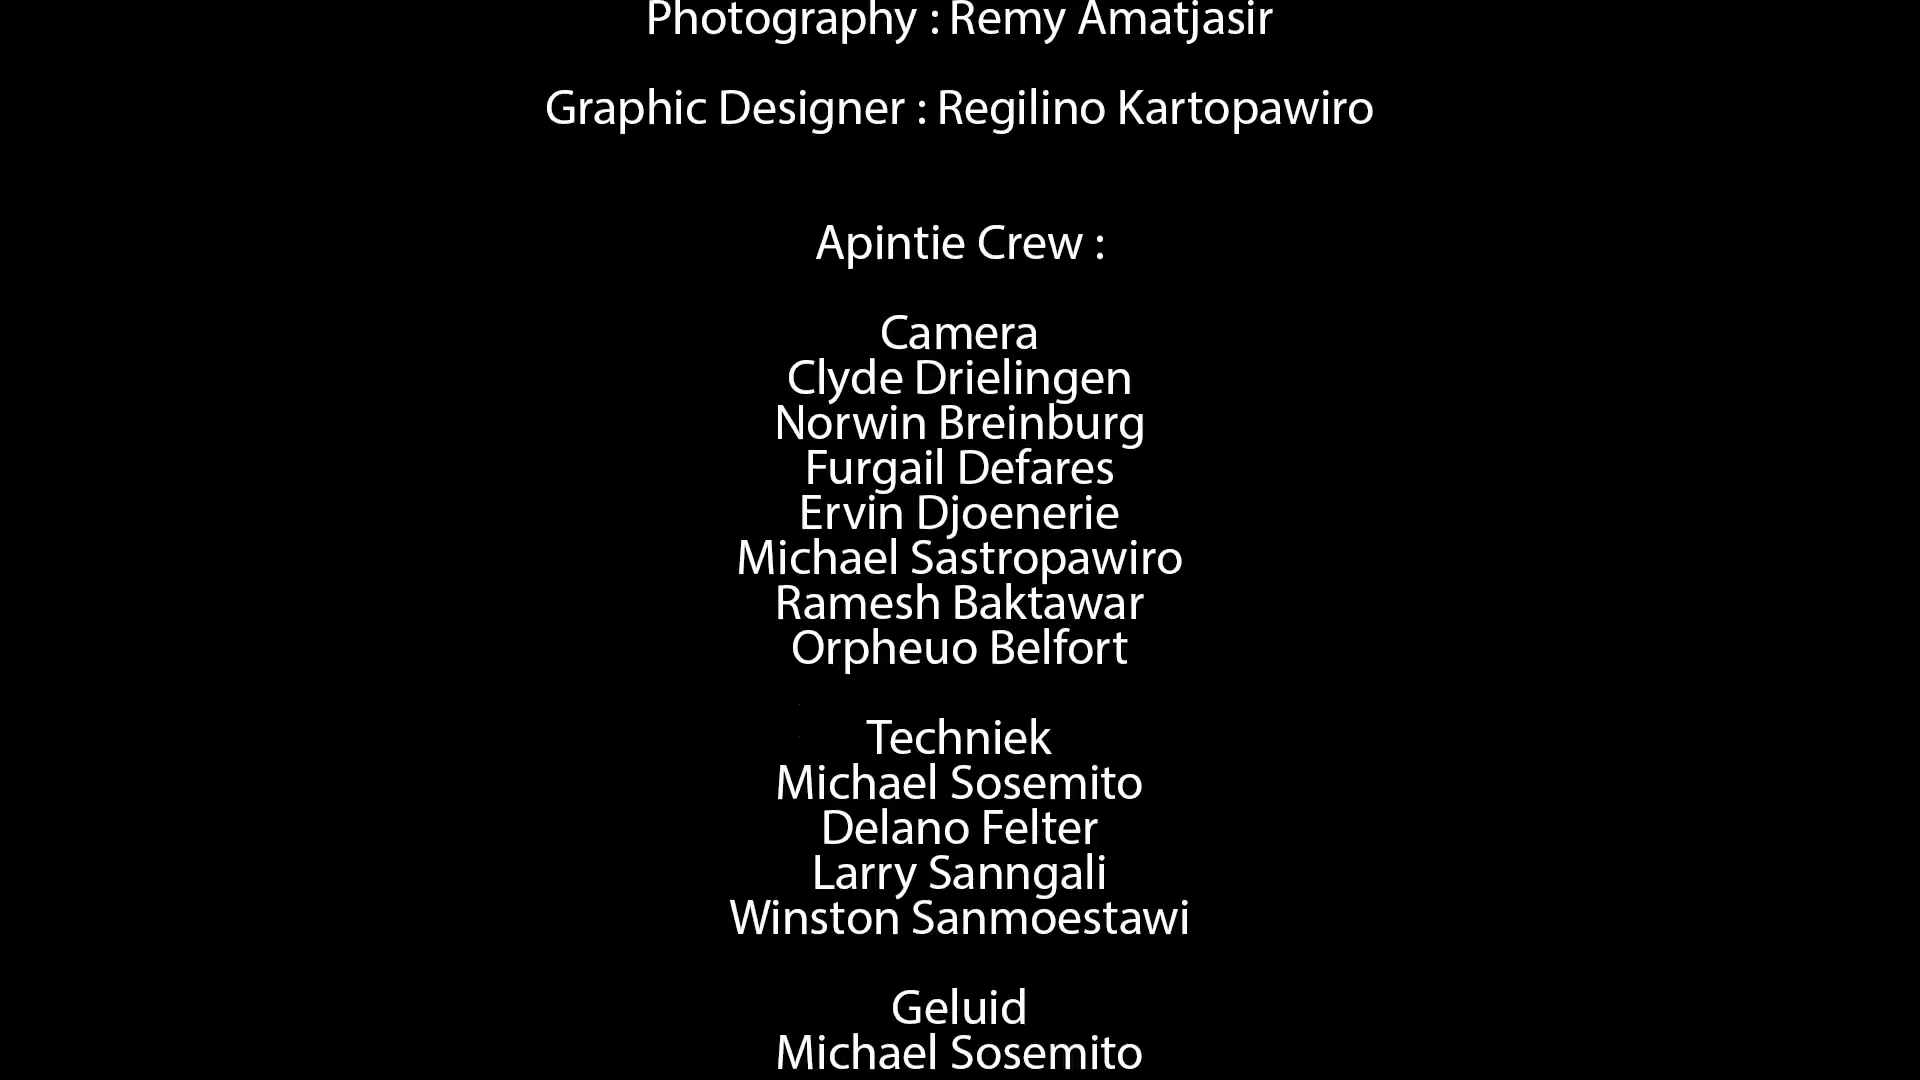 Photography : Remy Amatjasir
Graphic Designer : Regilino Kartopawiro
Apintie Crew :
Camera
Clyde Drielingen
Norwin Breinburg
Furgail Defares
Ervin Djoenerie
Michael Sastropawiro
Ramesh Baktawar
Orpheuo Belfort
Techniek
Michael Sosemito
Delano Felter
Larry Sanngali
Winston Sanmoestawi
Geluid
Michael Sosemito